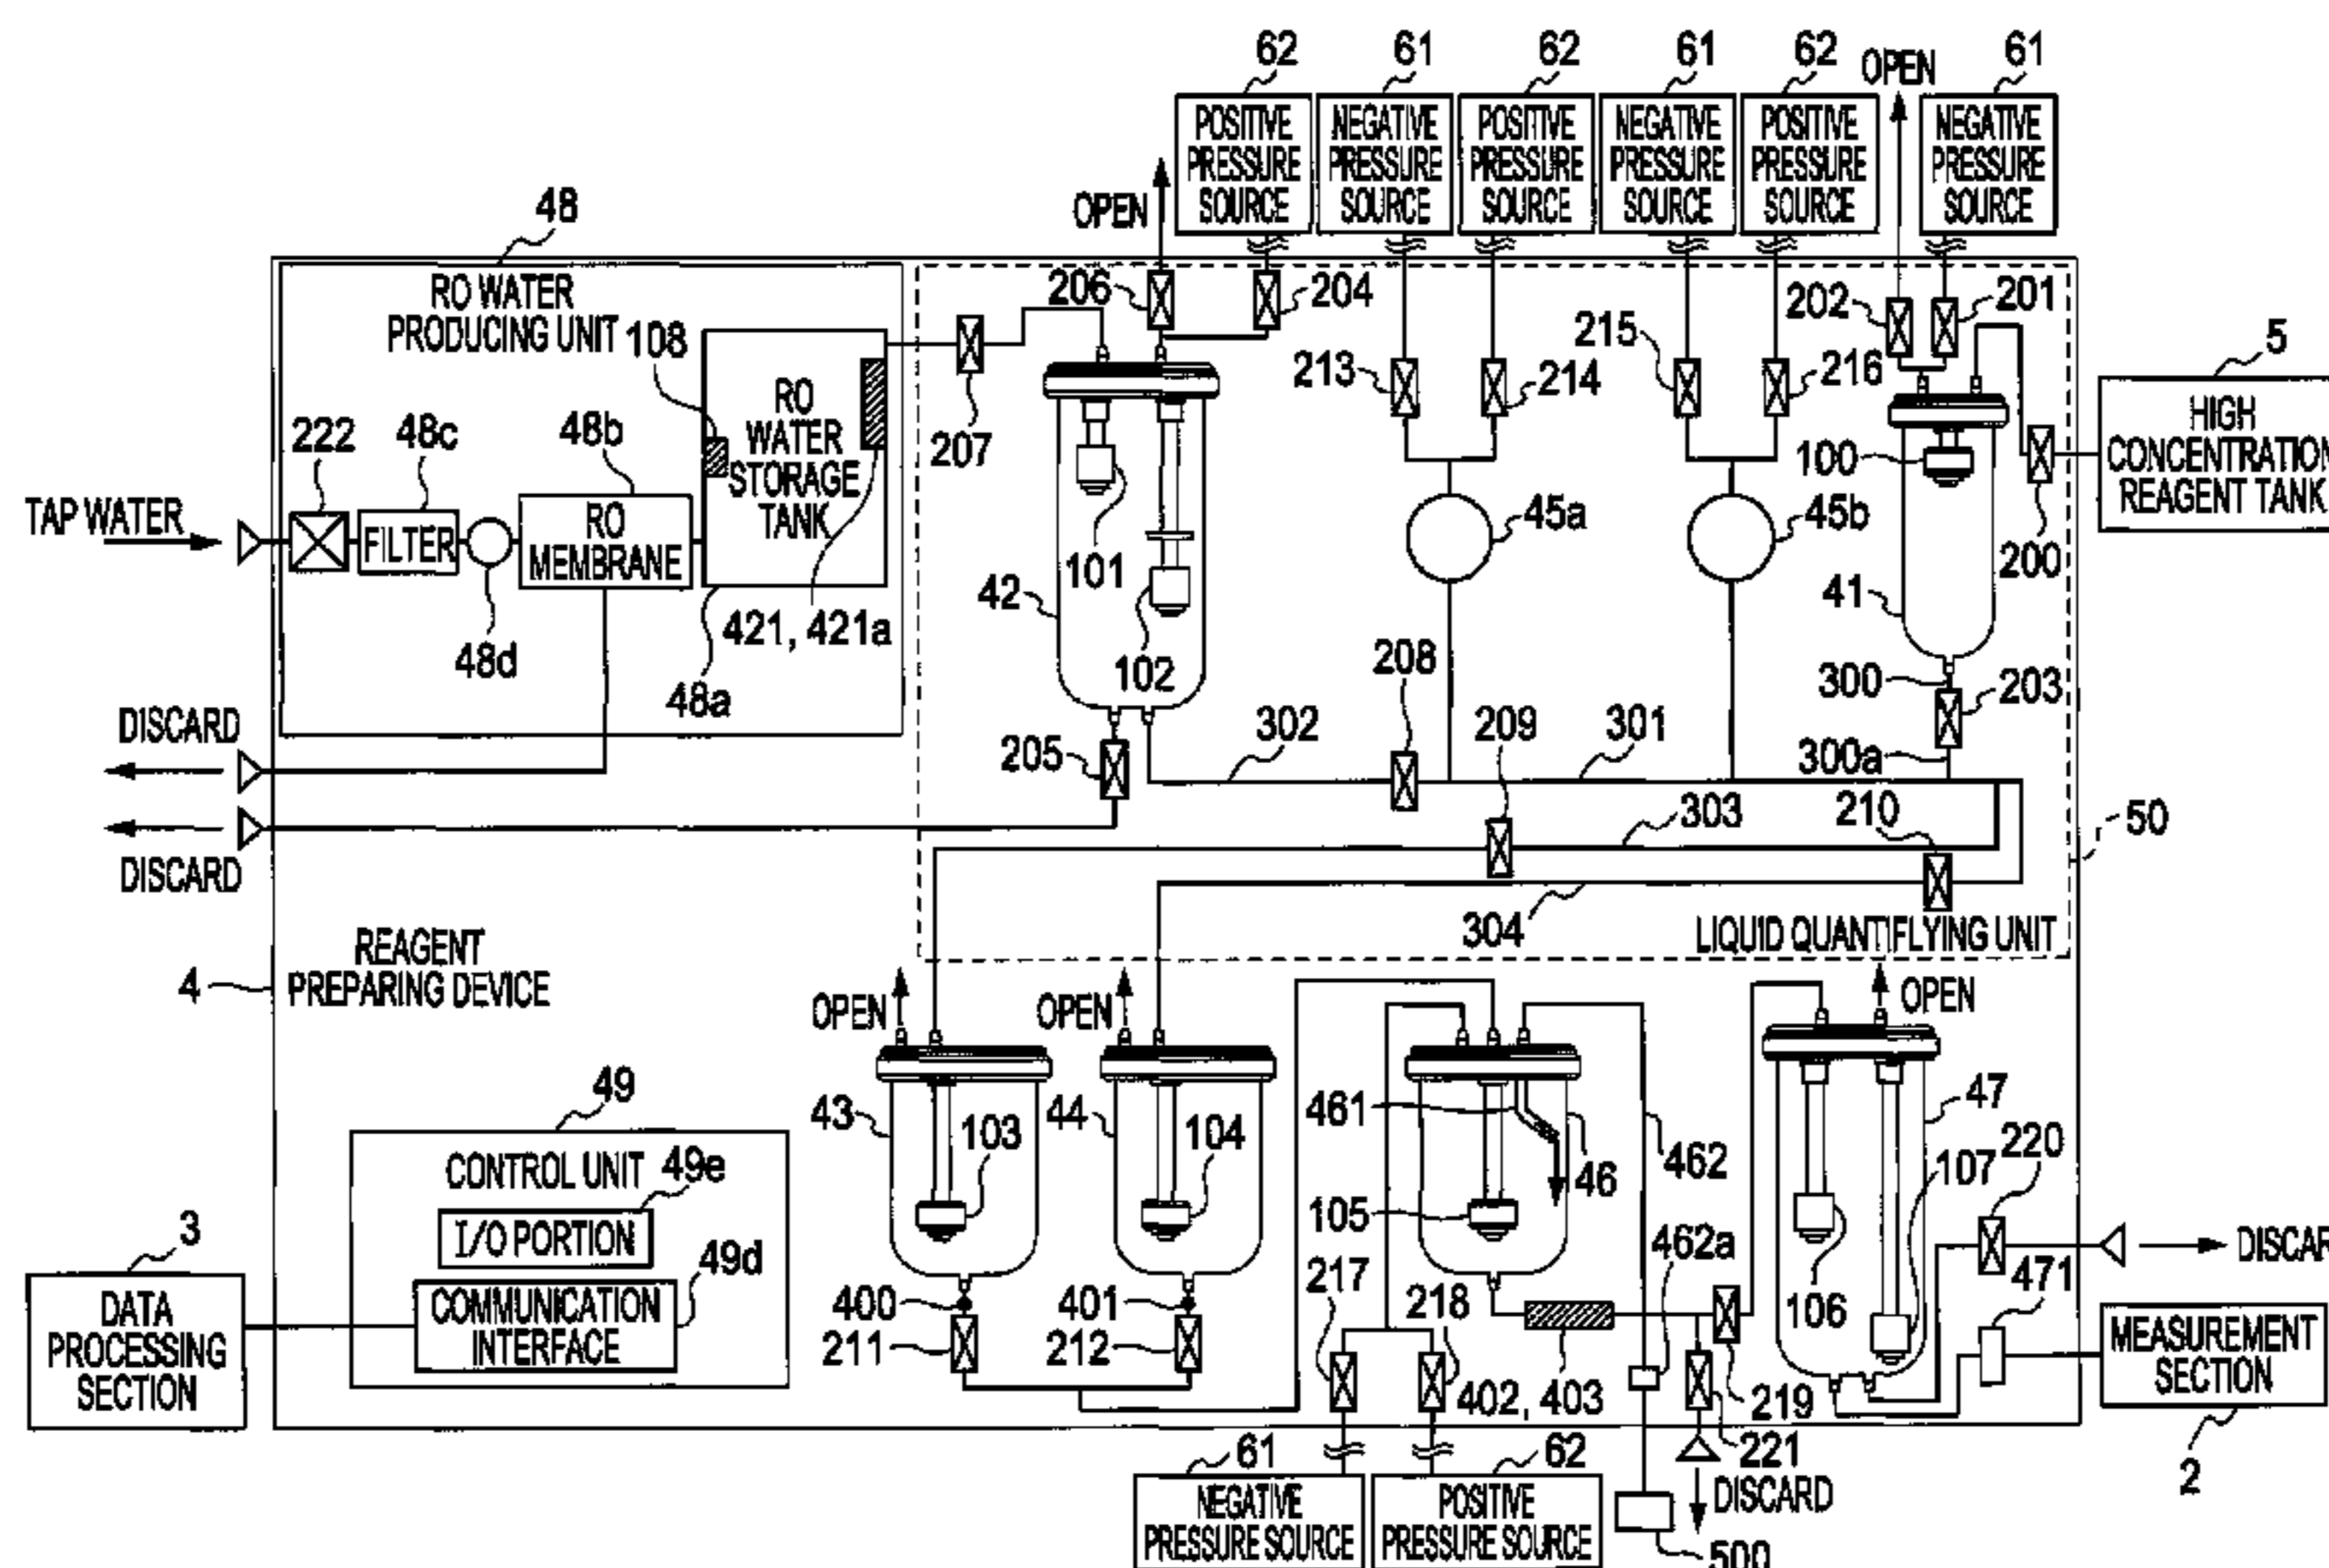 62
61
62
61
62
OPEN
61
POSITIVE
PRESSURE
SOURCE
NEGATIVE
PRESSURE
SOURCE
POSITIVE
PRESSURE
SOURCE
NEGATIVE
PRESSURE
SOURCE
POSITIVE
PRESSURE
SOURCE
NEGATIVE
PRESSURE
SOURCE
OPEN
48
RO WATER
PRODUCING UNIT
108
206
204
202
201
5
213
214
215
216
222
48c
48b
RO
WATER
STORAGE
TANK
207
100
HIGH
CONCENTRATION
REAGENT TANK
TAP WATER
FILTER
RO
MEMBRANE
101
45a
45b
200
42
41
48d
421, 421a
102
208
300
203
48a
DISCARD
205
302
209
301
300a
210
303
50
DISCARD
304
LIQUID QUANTIFLYING UNIT
REAGENT
PREPARING DEVICE
4
OPEN
OPEN
OPEN
49
43
103
44
104
461
46
462
47
107
220
CONTROL UNIT
49e
I/O PORTION
105
3
49d
462a
DISCAR
217
218
106
471
DATA
PROCESSING
SECTION
COMMUNICATION
INTERFACE
400
401
211
212
402, 403
219
MEASUREMENT
SECTION
61
62
221
2
NEGATIVE
PRESSURE SOURCE
POSITIVE
PRESSURE SOURCE
DISCARD
500